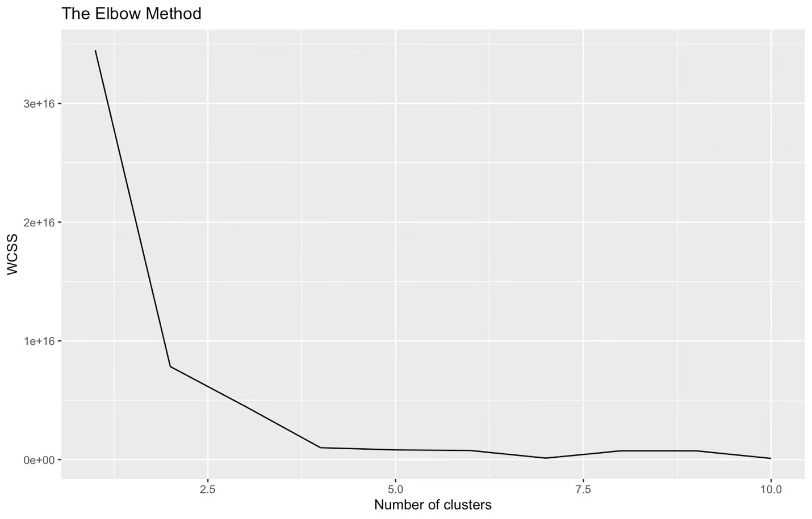 The Elbow Method
3e+16
2e+16
1e+16
0e+00
WCSS
2.5
5.0
7.5
10.0
Number of clusters